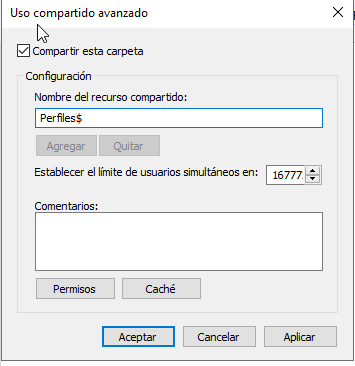 Uso compartido avanzado
Compartir esta carpeta
Configuración
Nombre del recurso compartido:
Perfiles$
Agregar Quitar
Establecer el límite de usuarios simultáneos en: 16777
Comentarios:
Permisos Caché
Aceptar Cancelar Aplicar